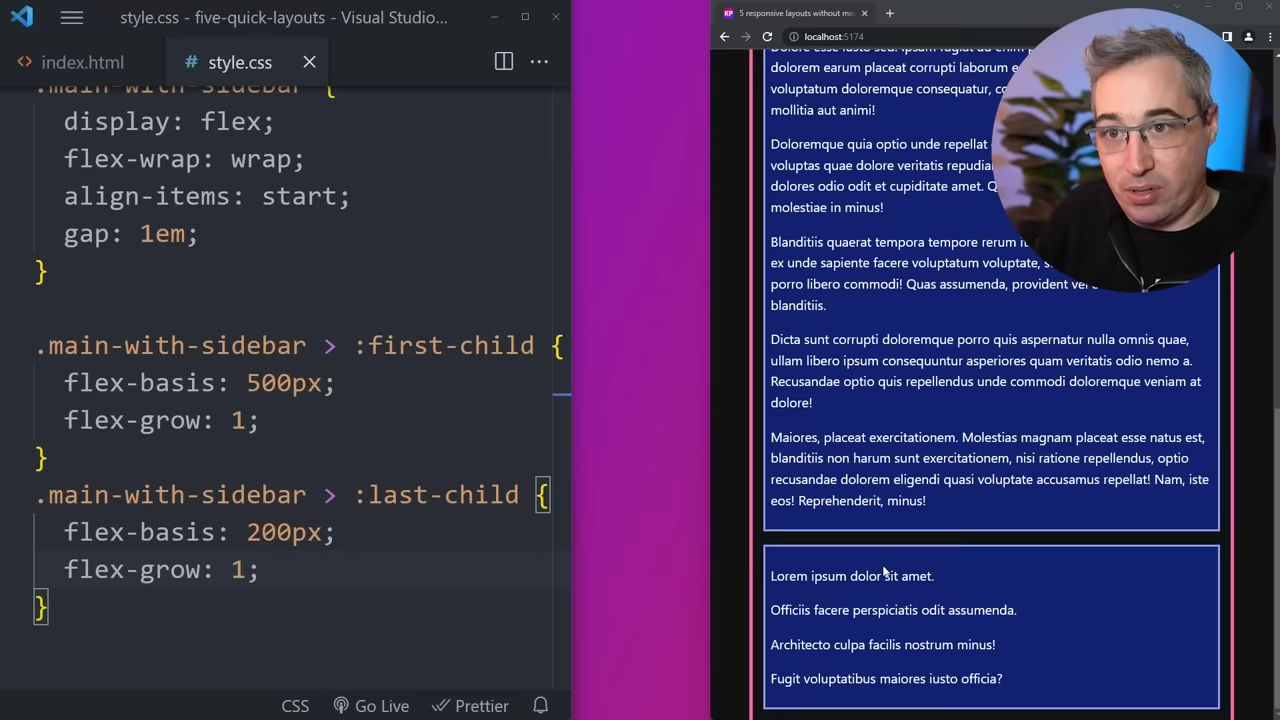 style.css - five-quick-layouts - Visual Studio...
index.html
style.css
.main-with-sidebar {
display: flex;
flex-wrap: wrap;
align-items: start;
gap: 1em;
}
.main-with-sidebar > :first-child {
flex-basis: 500px;
flex-grow: 1;
}
.main-with-sidebar > :last-child {
flex-basis: 200px;
flex-grow: 1;
}
CSS
Go Live
Prettier
KP
5 responsive layouts without
localhost:5174
dolorem earum placeat corrupti laborum
voluptatum doloremque consequatur,
mollitia aut animi!
Doloremque quia optio unde repellat
voluptas quae dolore veritatis
dolores odio odit et cupiditate amet.
molestiae in minus!
Blanditiis quaerat tempora tempore rerum
ex unde sapiente facere voluptatum voluptate,
porro libero commodi! Quas assumenda, provident
blanditiis.
Dicta sunt corrupti doloremque porro quis aspernatur nulla omnis quae,
ullam libero ipsum consequuntur asperiores quam veritatis odio nemo a.
Recusandae optio quis repellendus unde commodi doloremque veniam at
dolore!
Maiores, placeat exercitationem. Molestias magnam placeat esse natus est,
blanditiis non harum sunt exercitationem, nisi ratione repellendus, optio
recusandae dolorem eligendi quasi voluptate accusamus repellat! Nam, iste
eos! Reprehenderit, minus!
Lorem ipsum dolor sit amet.
Officiis facere perspiciatis odit assumenda.
Architecto culpa facilis nostrum minus!
Fugit voluptatibus maiores iusto officia?